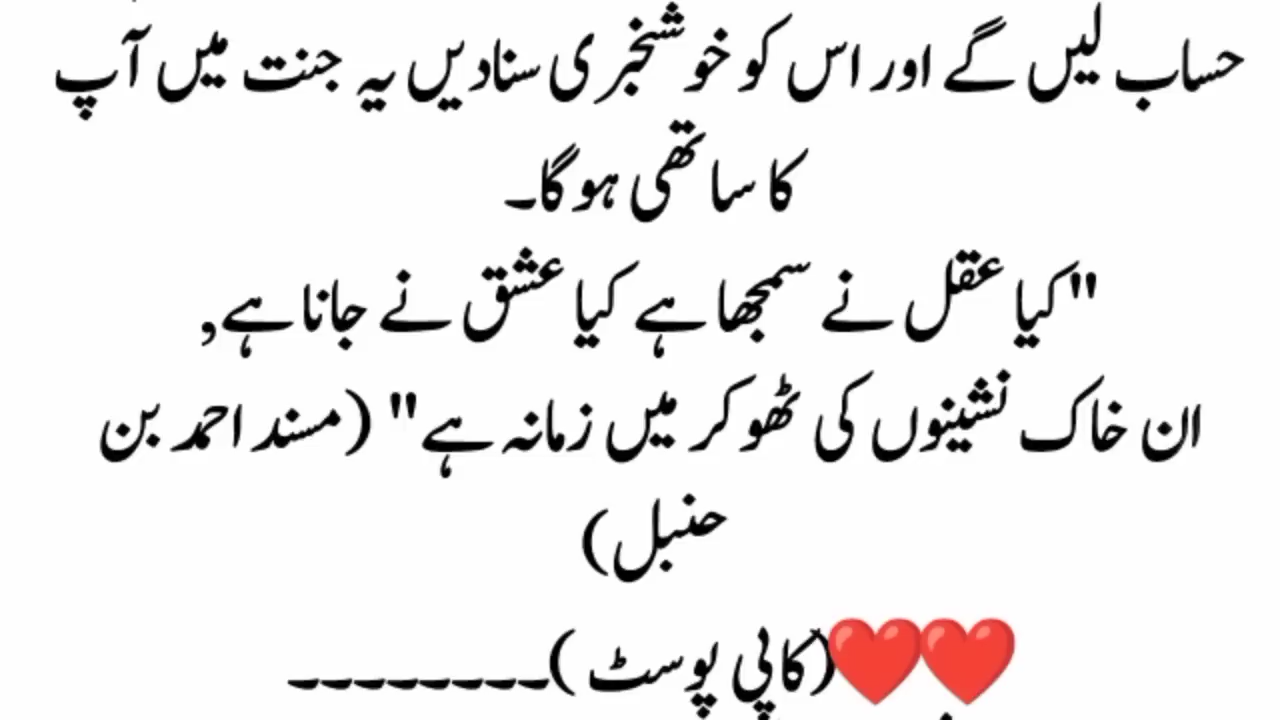 حساب لیں گے اور اس کو خوشخبری سنادیں یہ جنت میں آپ
کا ساتھی ہوگا۔
"کیا عقل نے سمجھا ہے کیا عشق نے جانا ہے,
ان خاک نشینوں کی ٹھوکر میں زمانہ ہے" (مسند احمد بن
حنبل)
❤️❤️(کاپی پوسٹ )۔۔۔۔۔۔۔۔